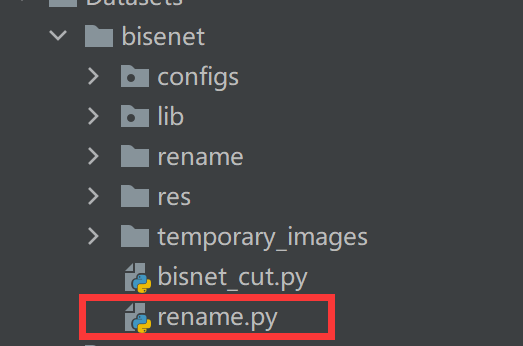 Datasets
bisenet
configs
lib
rename
res
temporary_images
bisnet_cut.py
rename.py